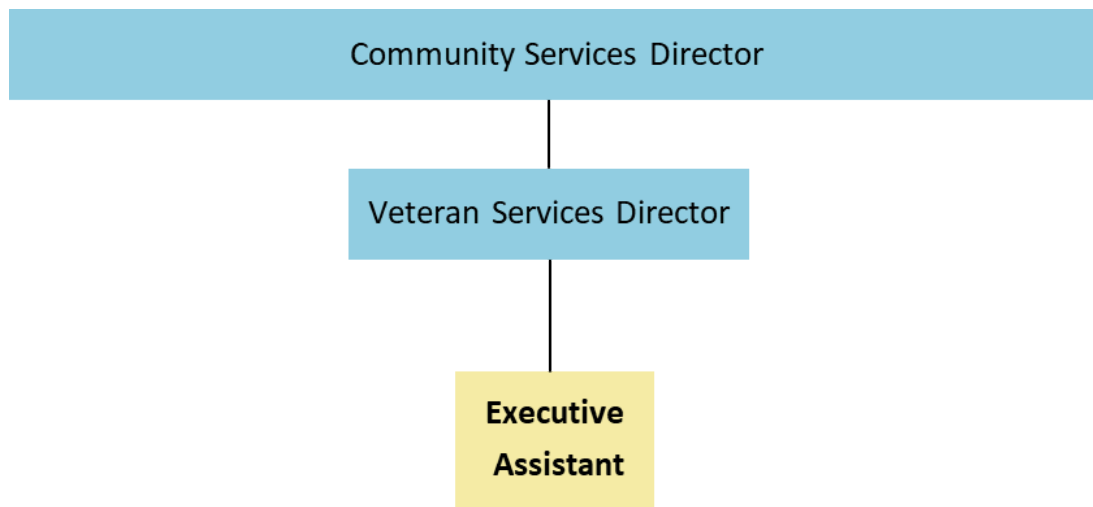 Community Services Director
Veteran Services Director
Executive
Assistant